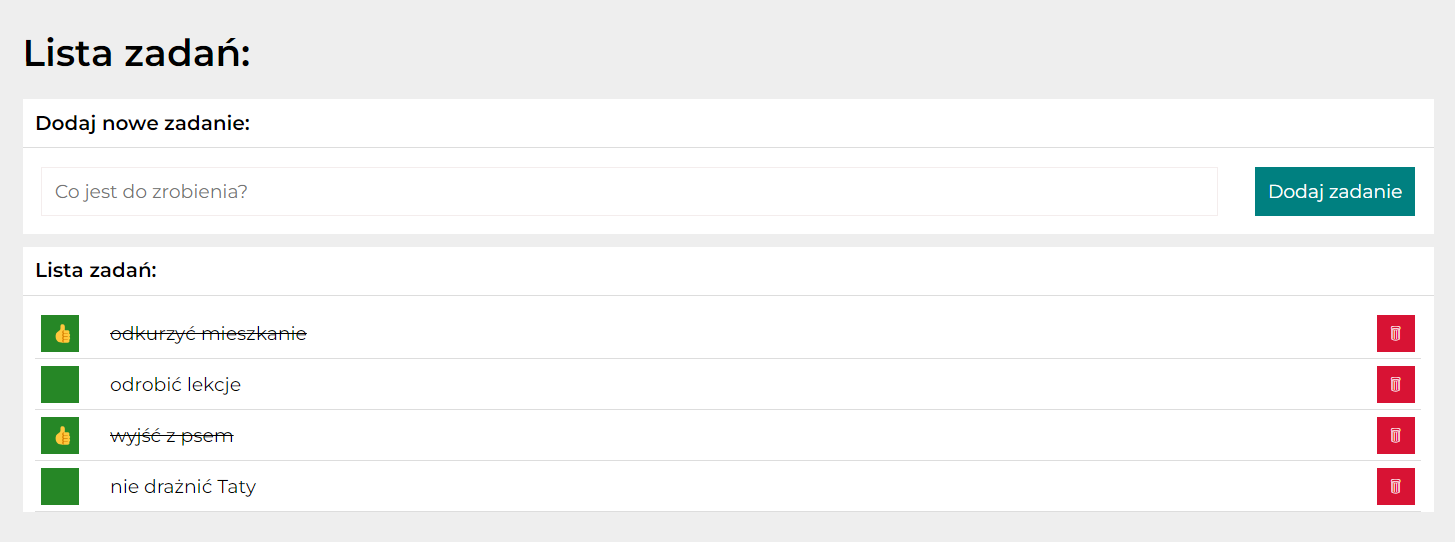 Lista zadań:
Dodaj nowe zadanie:
Co jest do zrobienia?
Dodaj zadanie
Lista zadań:
odkurzyć mieszkanie
odrobić lekcje
wyjść z psem
nie drażnić Taty